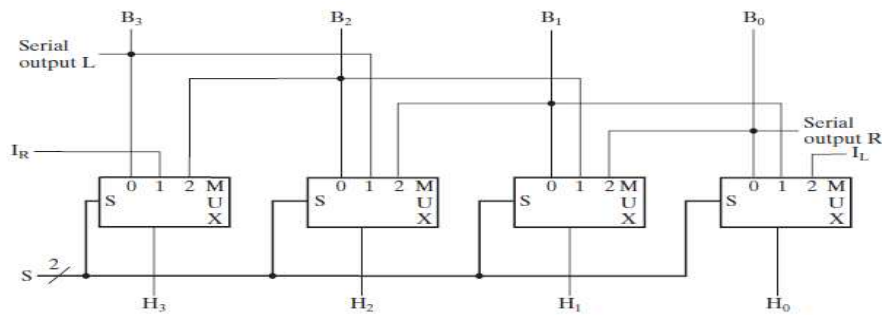 B3 B2 B1 B0
Serial
output L
Serial
output R
IR
IL
0 1 2 M
U
X
S
0 1 2 M
U
X
S
0 1 2 M
U
X
S
0 1 2 M
U
X
S
2
S
H3 H2 H1 H0